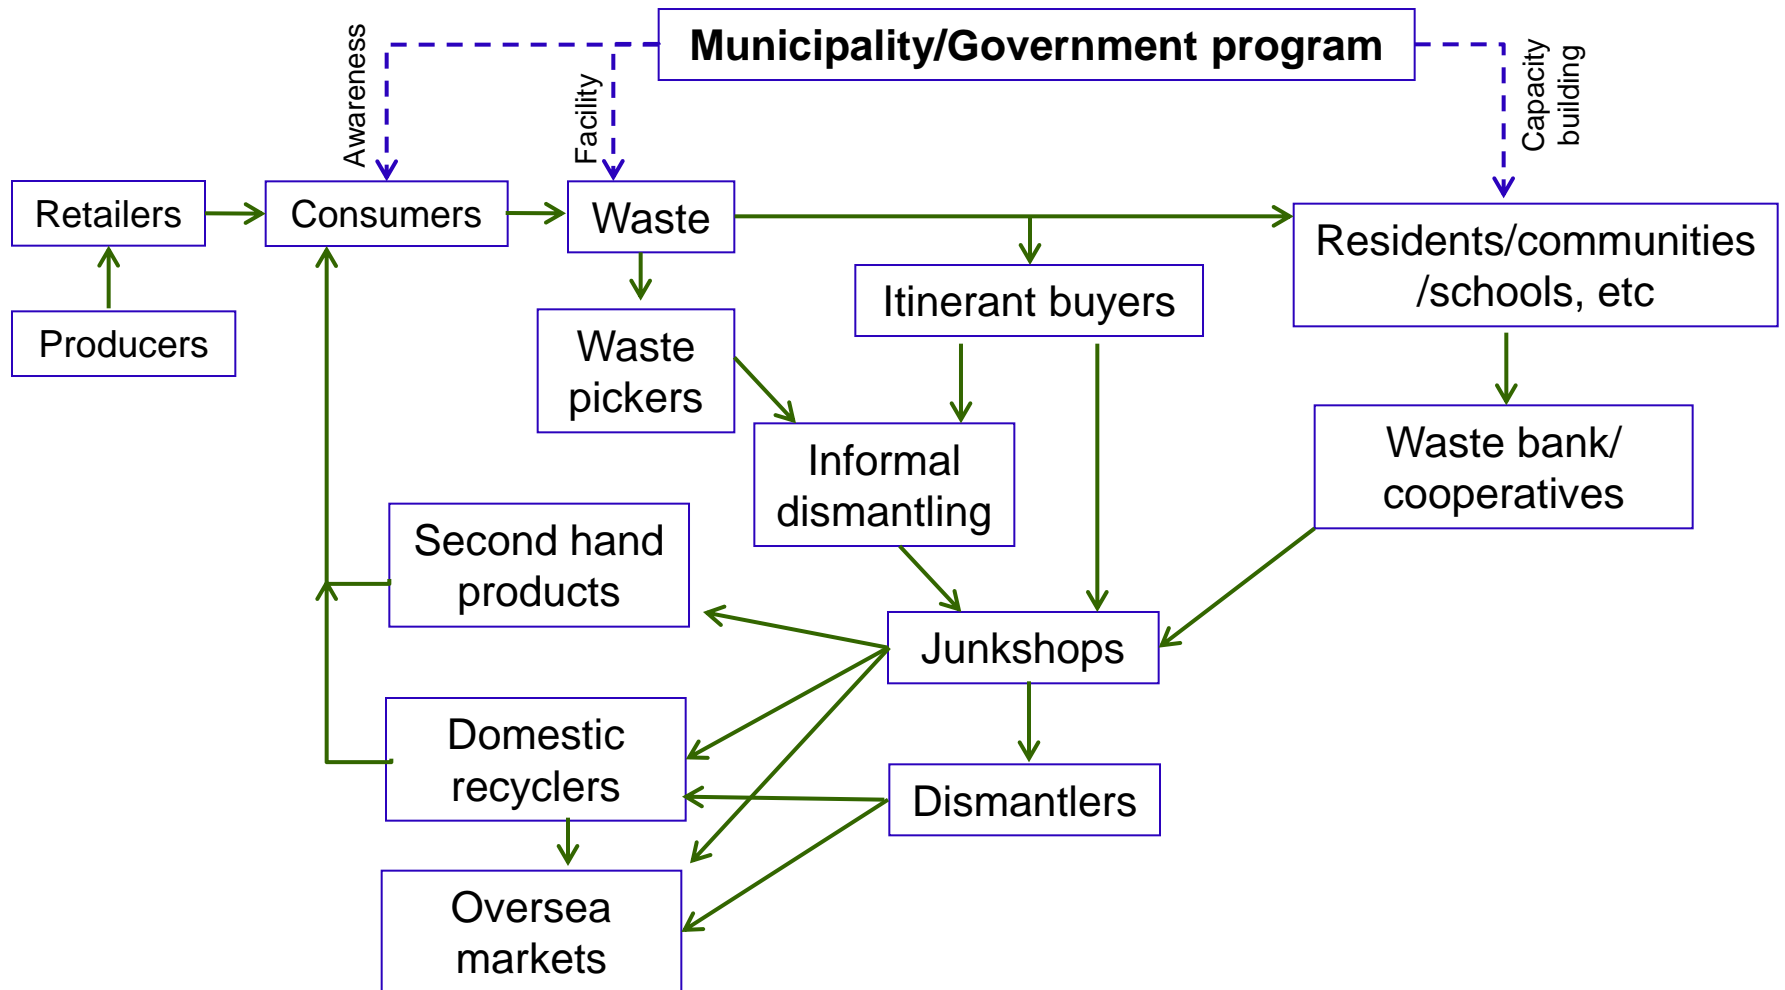 Municipality/Government program
Awareness
Facility
Capacity
building
Retailers
Consumers
Waste
Residents/communities
/schools, etc
Producers
Waste
pickers
Itinerant buyers
Informal
dismantling
Waste bank/
cooperatives
Second hand
products
Junkshops
Domestic
recyclers
Dismantlers
Oversea
markets